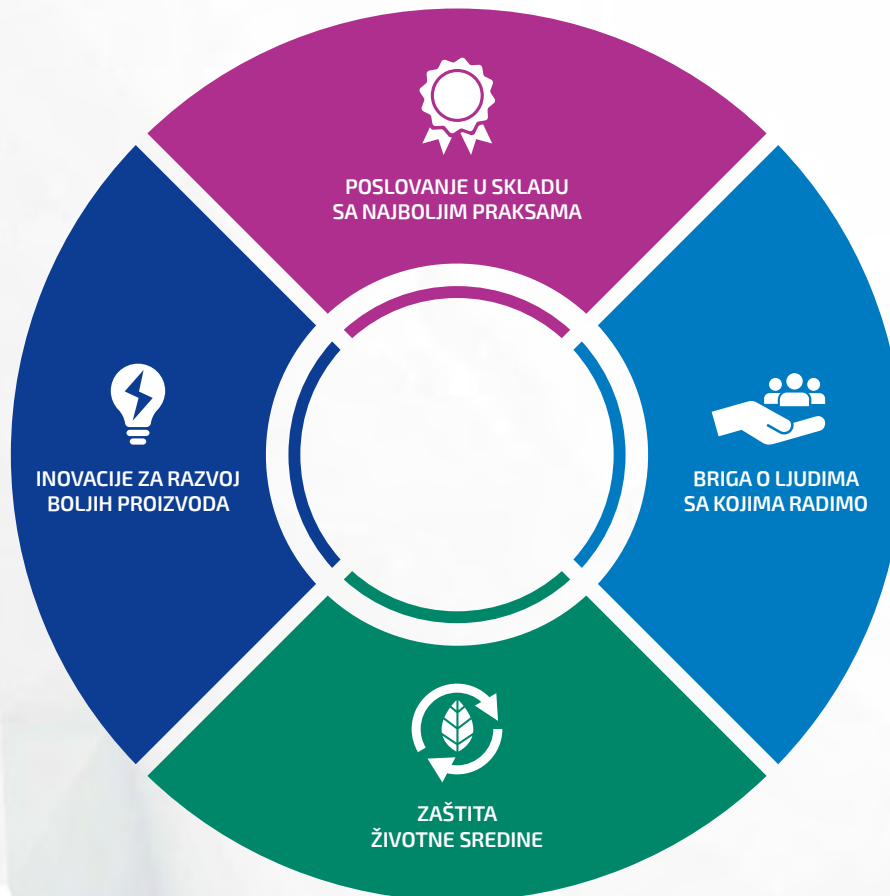 POSLOVANJE U SKLADU
SA NAJBOLJIM PRAKSAMA
INOVACIJE ZA RAZVOJ
BOLJIH PROIZVODA
BRIGA O LJUDIMA
SA KOJIMA RADIMO
ZAŠTITA
ŽIVOTNE SREDINE